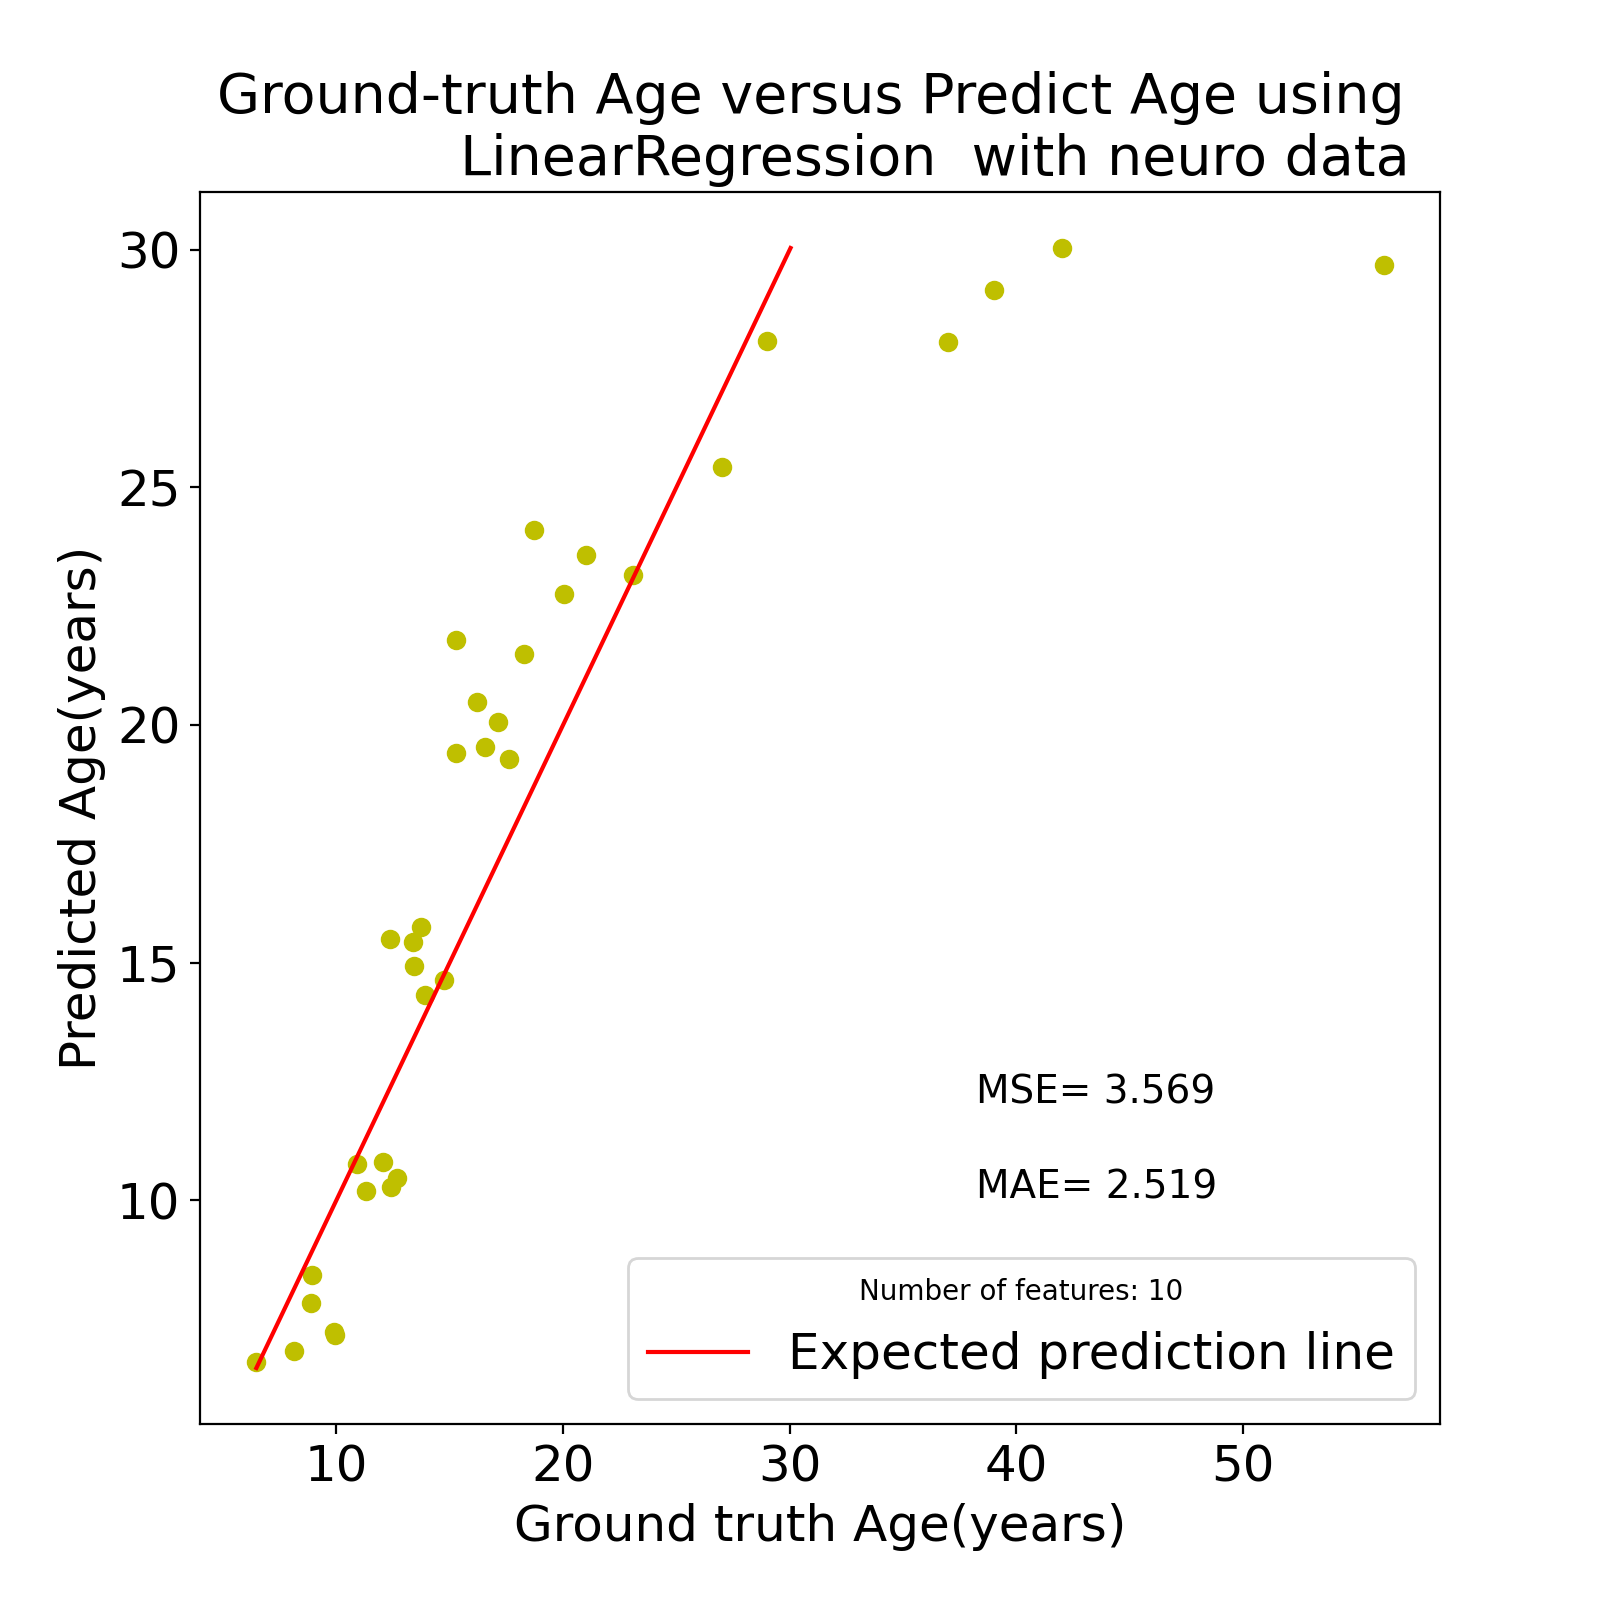 Ground-truth Age versus Predict Age using
LinearRegression  with neuro data
30
25
20
15
10
Predicted Age(years)
MSE= 3.569
MAE= 2.519
Number of features: 10
Expected prediction line
10 20 30 40 50
Ground truth Age(years)